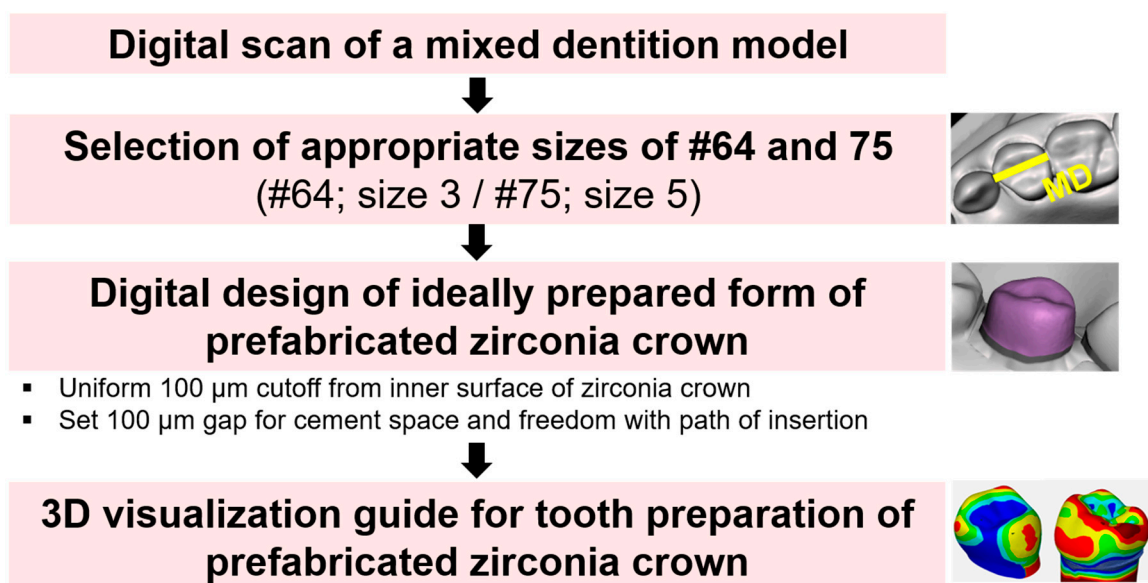 Digital scan of a mixed dentition model
Selection of appropriate sizes of #64 and 75
(#64; size 3 / #75; size 5)
MD
Digital design of ideally prepared form of
prefabricated zirconia crown
▪ Uniform 100 μm cutoff from inner surface of zirconia crown
▪ Set 100 μm gap for cement space and freedom with path of insertion
3D visualization guide for tooth preparation of
prefabricated zirconia crown